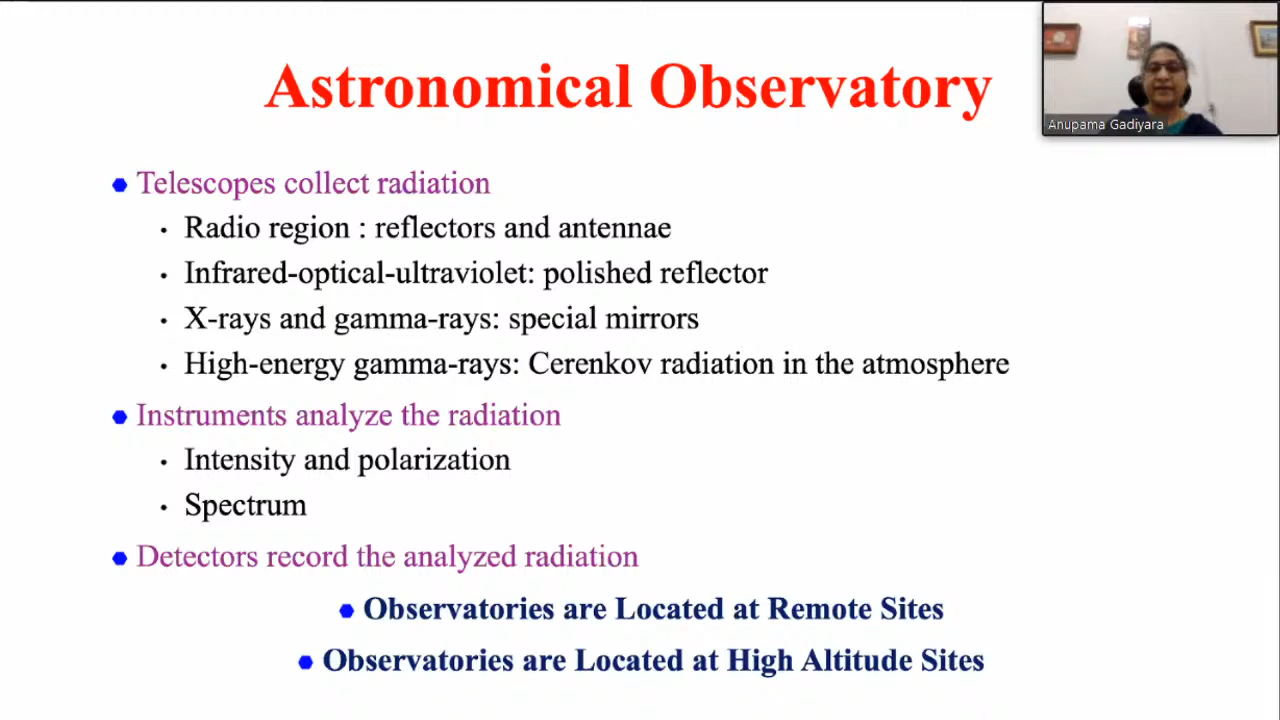 Astronomical Observatory
Anupama Gadiyara
Telescopes collect radiation
Radio region : reflectors and antennae
Infrared-optical-ultraviolet: polished reflector
X-rays and gamma-rays: special mirrors
High-energy gamma-rays: Cerenkov radiation in the atmosphere
Instruments analyze the radiation
Intensity and polarization
Spectrum
Detectors record the analyzed radiation
Observatories are Located at Remote Sites
Observatories are Located at High Altitude Sites